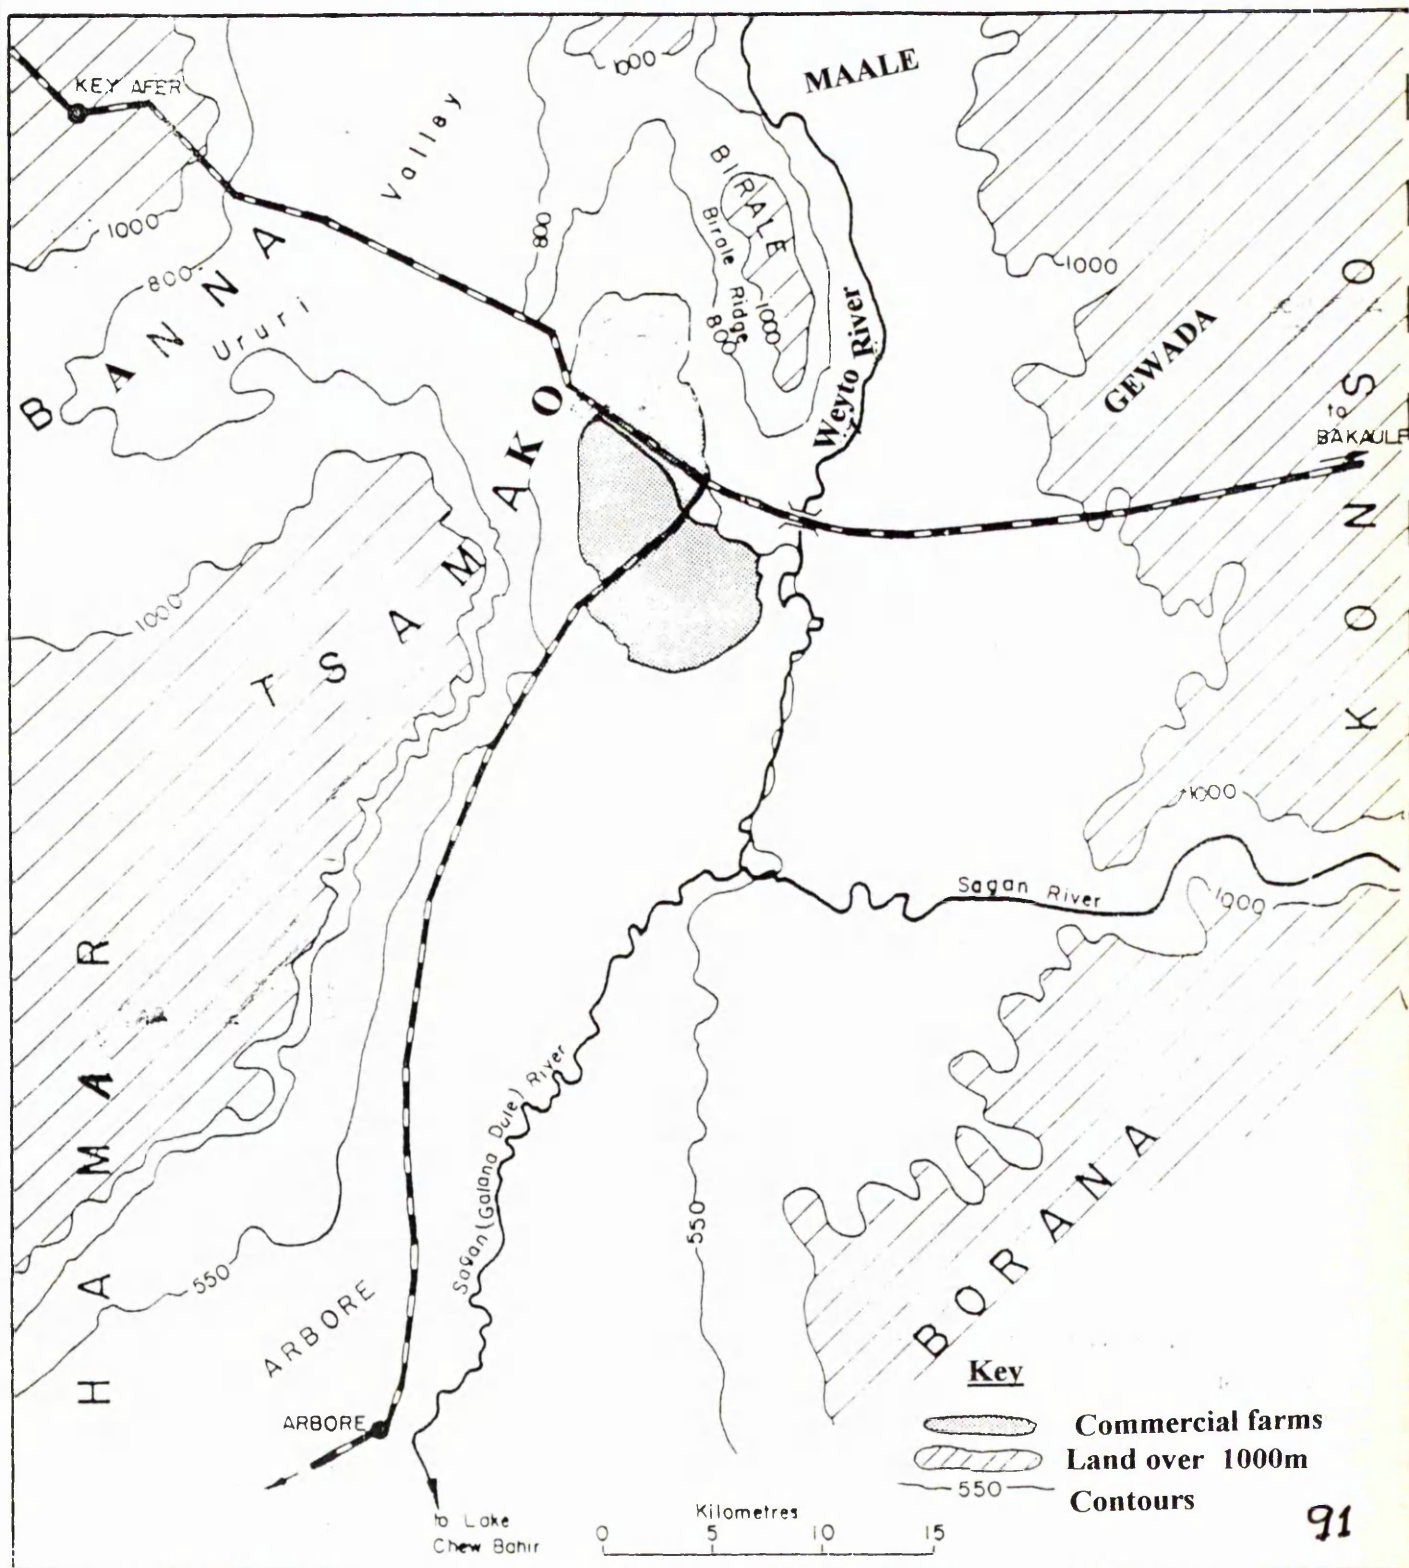 KEY AFER
Valley
1000
MAALE
BIRALE
Birale Ridge
1000
800
800
1000
800
BANNA
Ururi
Weyto River
1000
GEWADA
KONSO
to
BAKAULE
TSAMAKO
1000
1000
Sagan River
1000
HAMAR
Sagan (Galana Dule) River
550
550
BORANA
ARBORE
ARBORE
to Lake
Chew Bahir
Key
Commercial farms
Land over 1000m
550
Contours
Kilometres
0 5 10 15
91